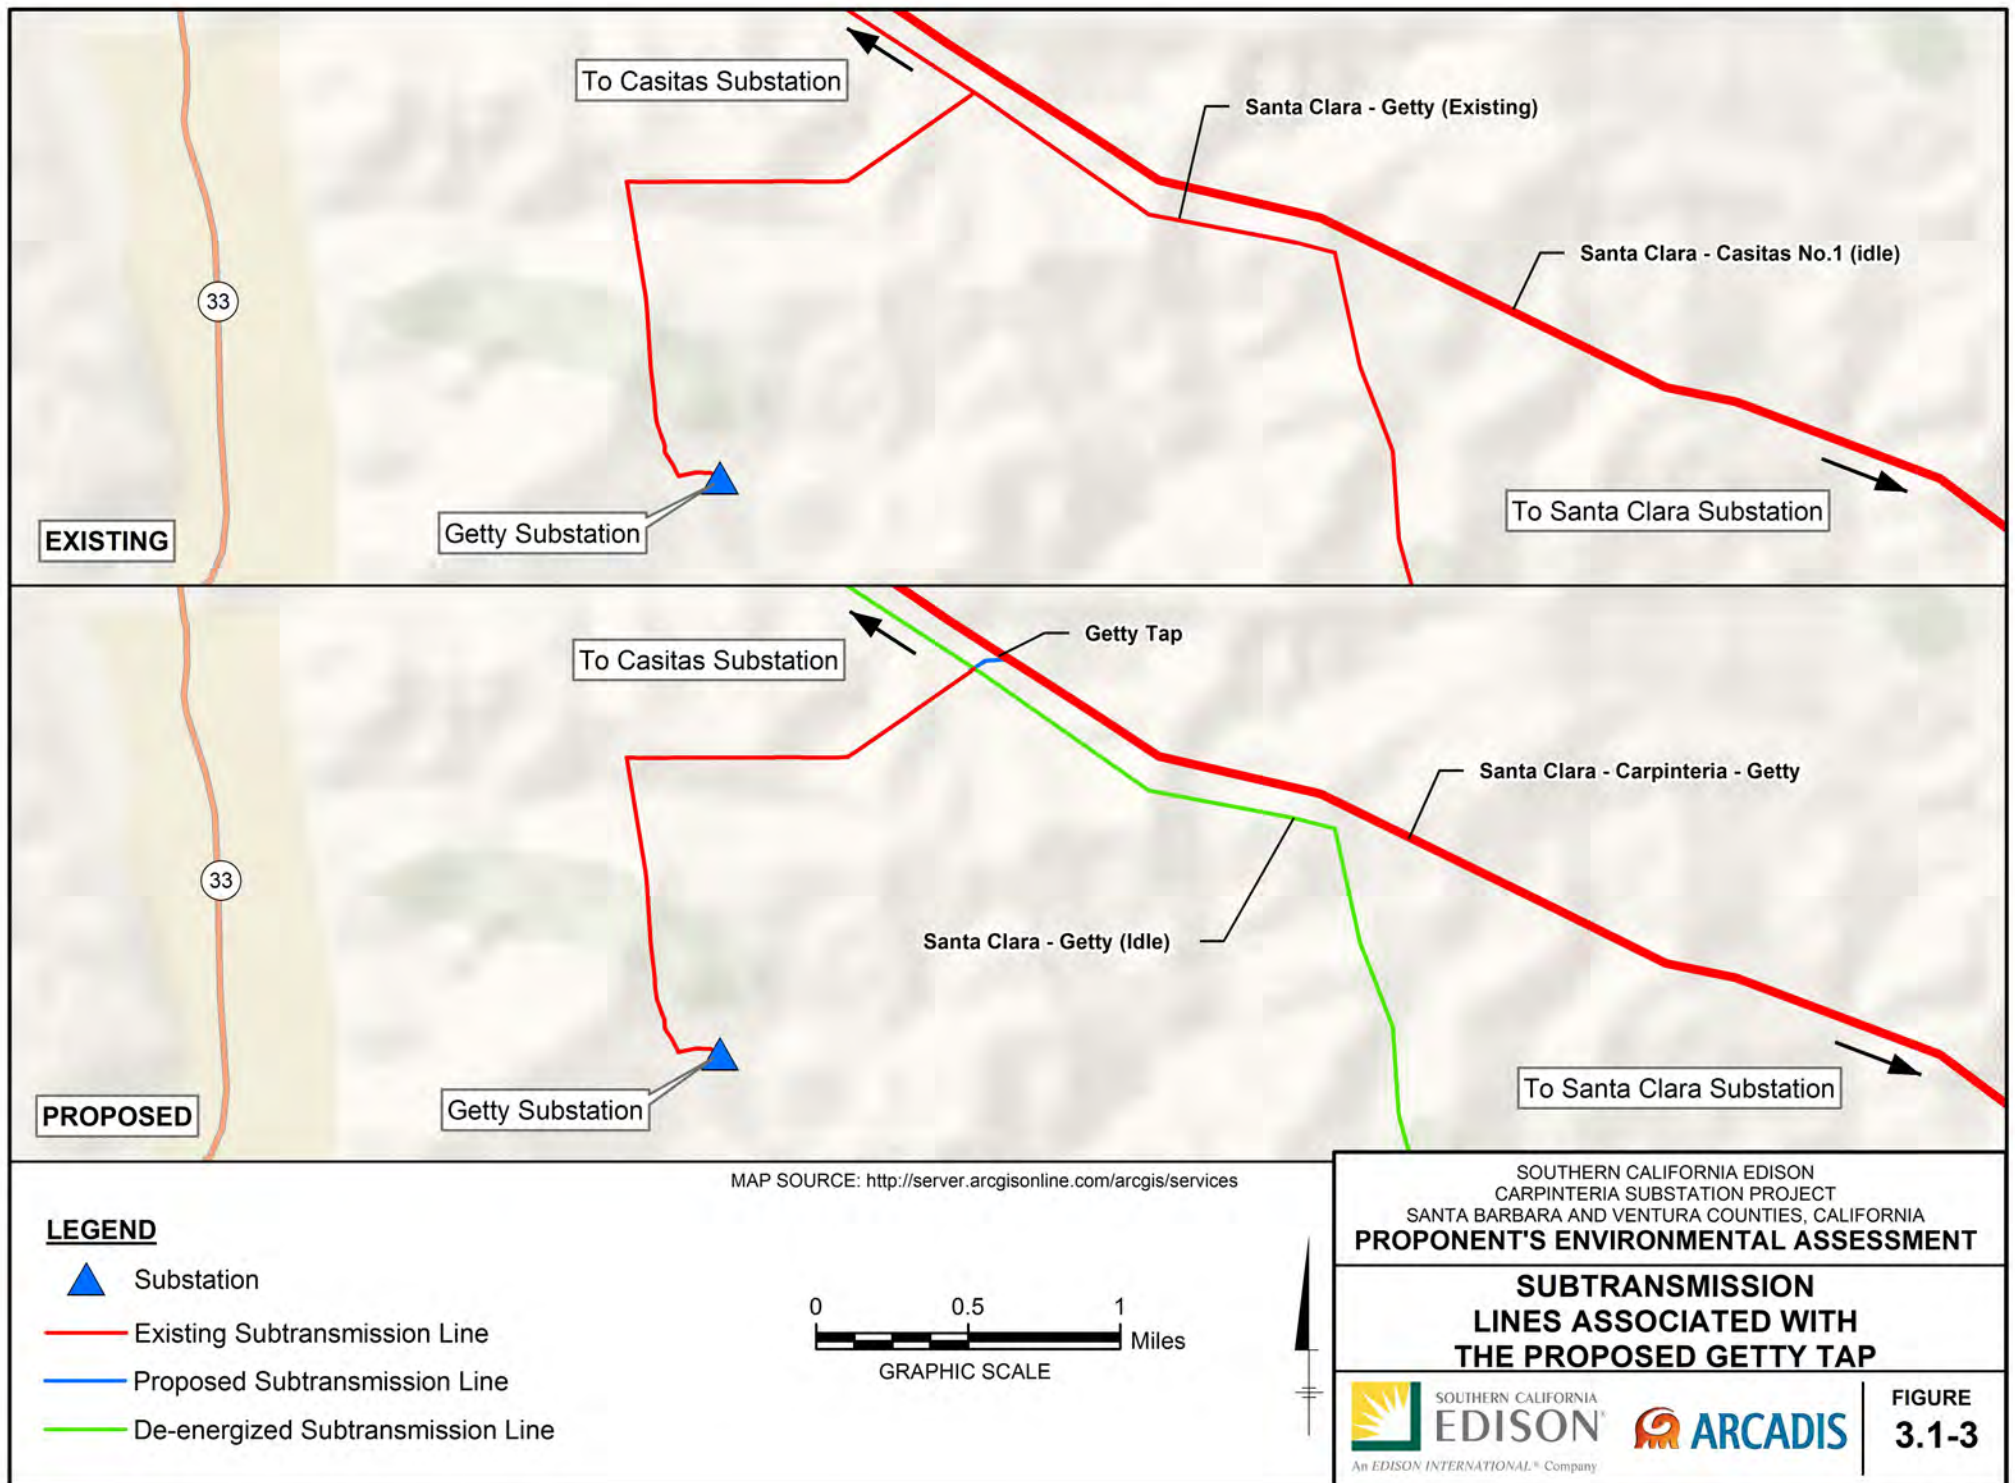 To Casitas Substation
Santa Clara - Getty (Existing)
Santa Clara - Casitas No.1 (idle)
33
To Santa Clara Substation
Getty Substation
EXISTING
Getty Tap
To Casitas Substation
Santa Clara - Carpinteria - Getty
33
Santa Clara - Getty (Idle)
To Santa Clara Substation
Getty Substation
PROPOSED
MAP SOURCE: http://server.arcgisonline.com/arcgis/services
LEGEND
Substation
Existing Subtransmission Line
Proposed Subtransmission Line
De-energized Subtransmission Line
0 0.5 1
Miles
GRAPHIC SCALE
SOUTHERN CALIFORNIA EDISON
CARPINTERIA SUBSTATION PROJECT
SANTA BARBARA AND VENTURA COUNTIES, CALIFORNIA
PROPONENT'S ENVIRONMENTAL ASSESSMENT
SUBTRANSMISSION
LINES ASSOCIATED WITH
THE PROPOSED GETTY TAP
SOUTHERN CALIFORNIA
EDISON®
An EDISON INTERNATIONAL® Company
ARCADIS
FIGURE
3.1-3